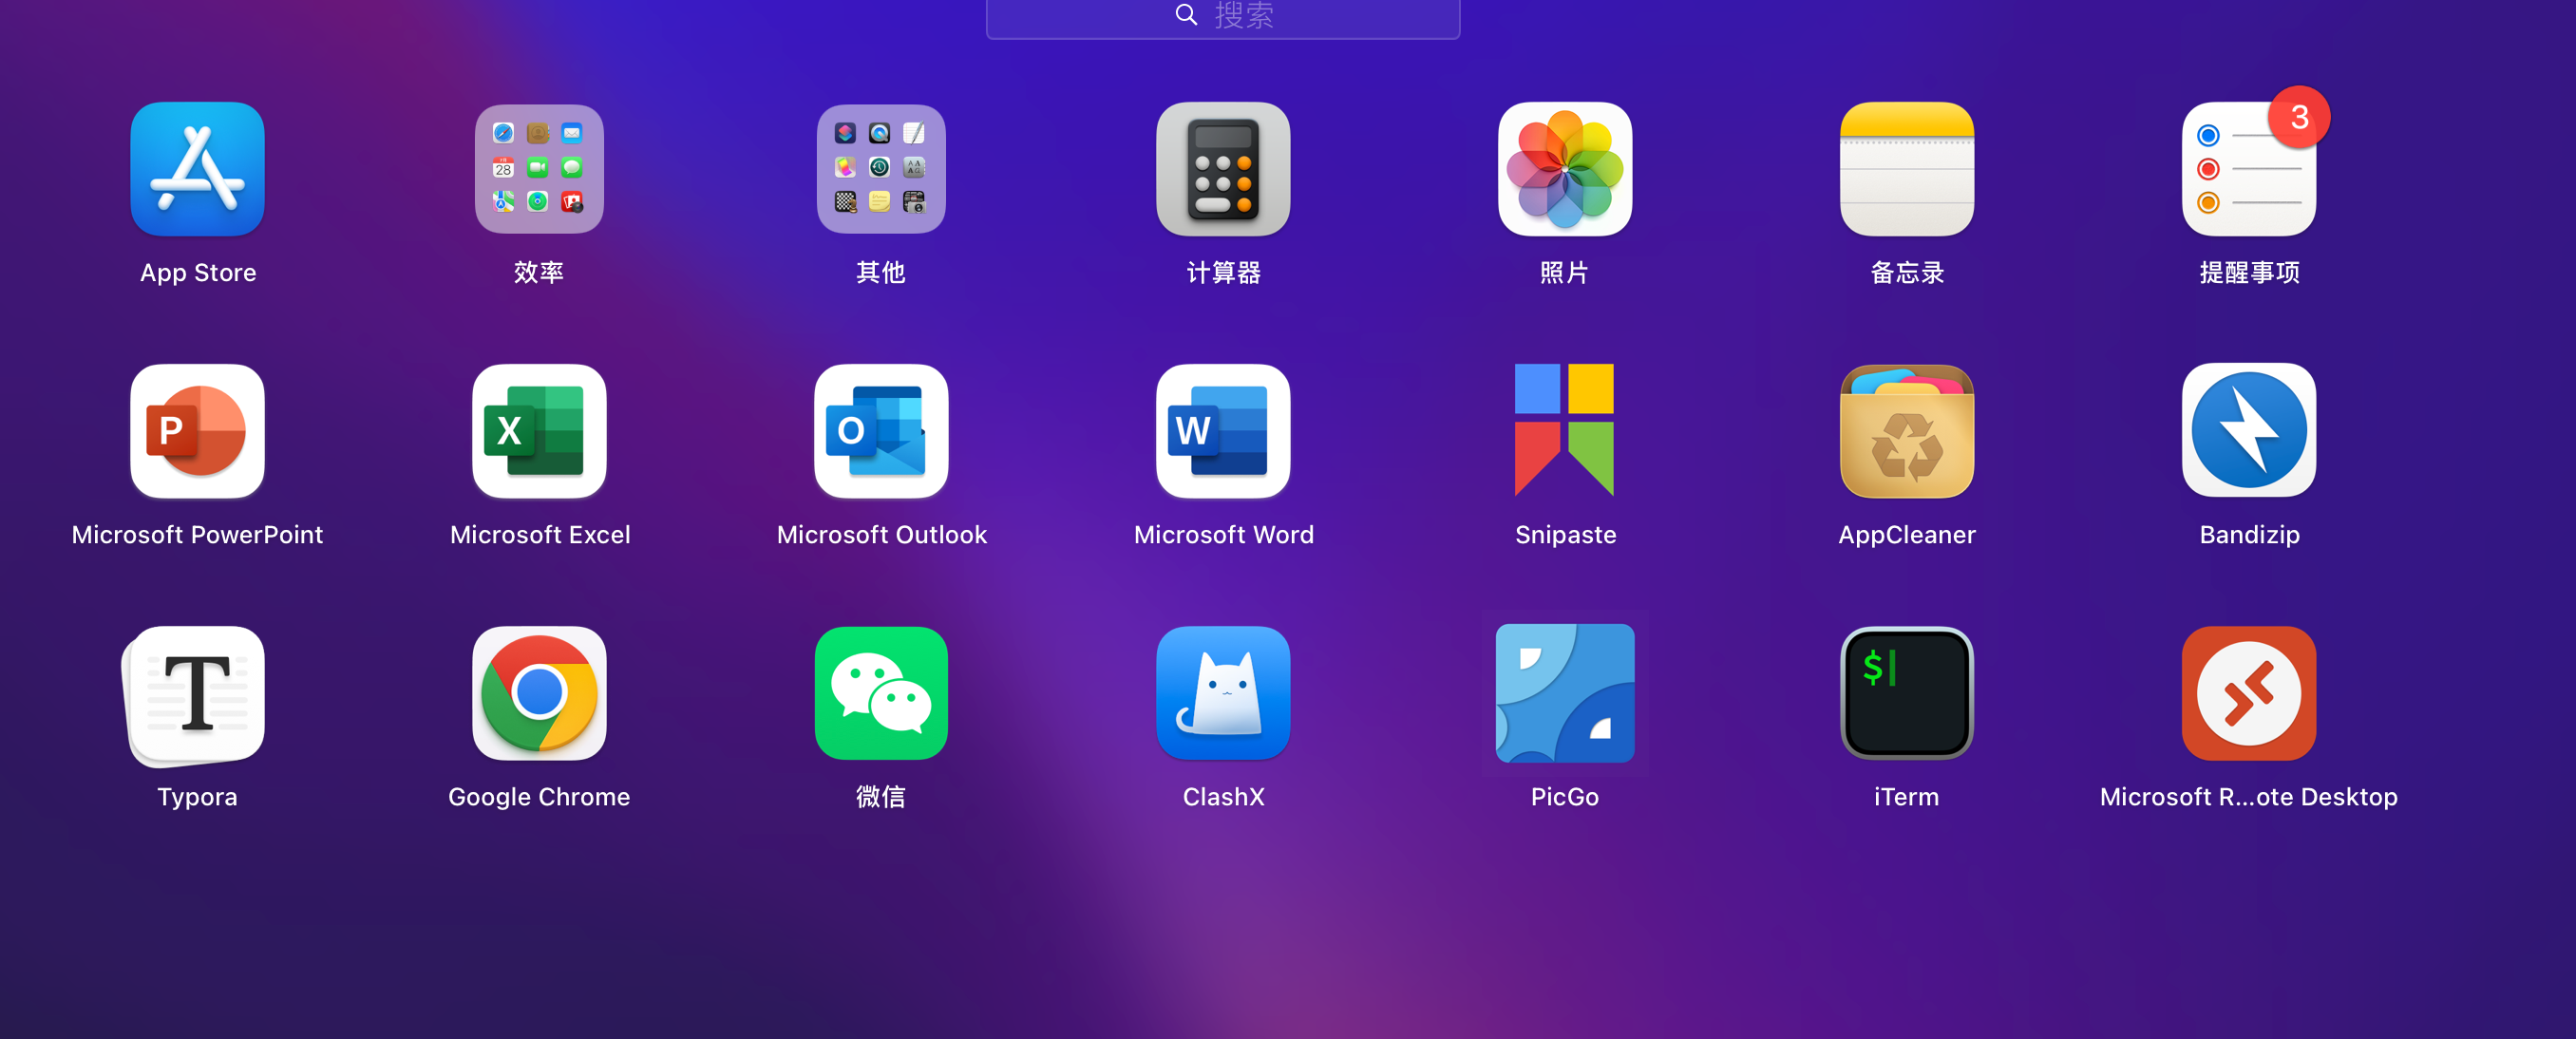 搜索
App Store
效率
其他
计算器
照片
备忘录
提醒事项
3
28
Microsoft PowerPoint
Microsoft Excel
Microsoft Outlook
Microsoft Word
Snipaste
AppCleaner
Bandizip
P
X
O
W
Typora
Google Chrome
微信
ClashX
PicGo
iTerm
Microsoft R...ote Desktop
T
$